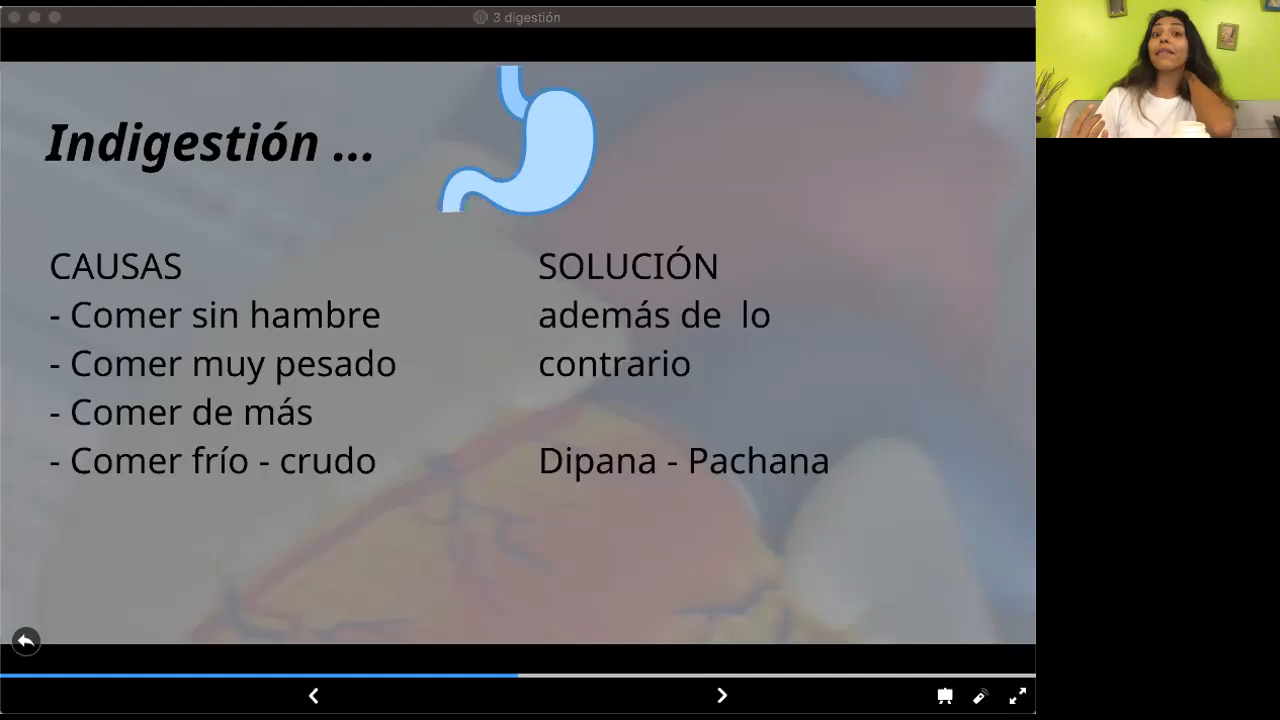 3 digestión
Indigestión ...
CAUSAS
- Comer sin hambre
- Comer muy pesado
- Comer de más
- Comer frío - crudo
SOLUCIÓN
además de lo
contrario
Dipana - Pachana